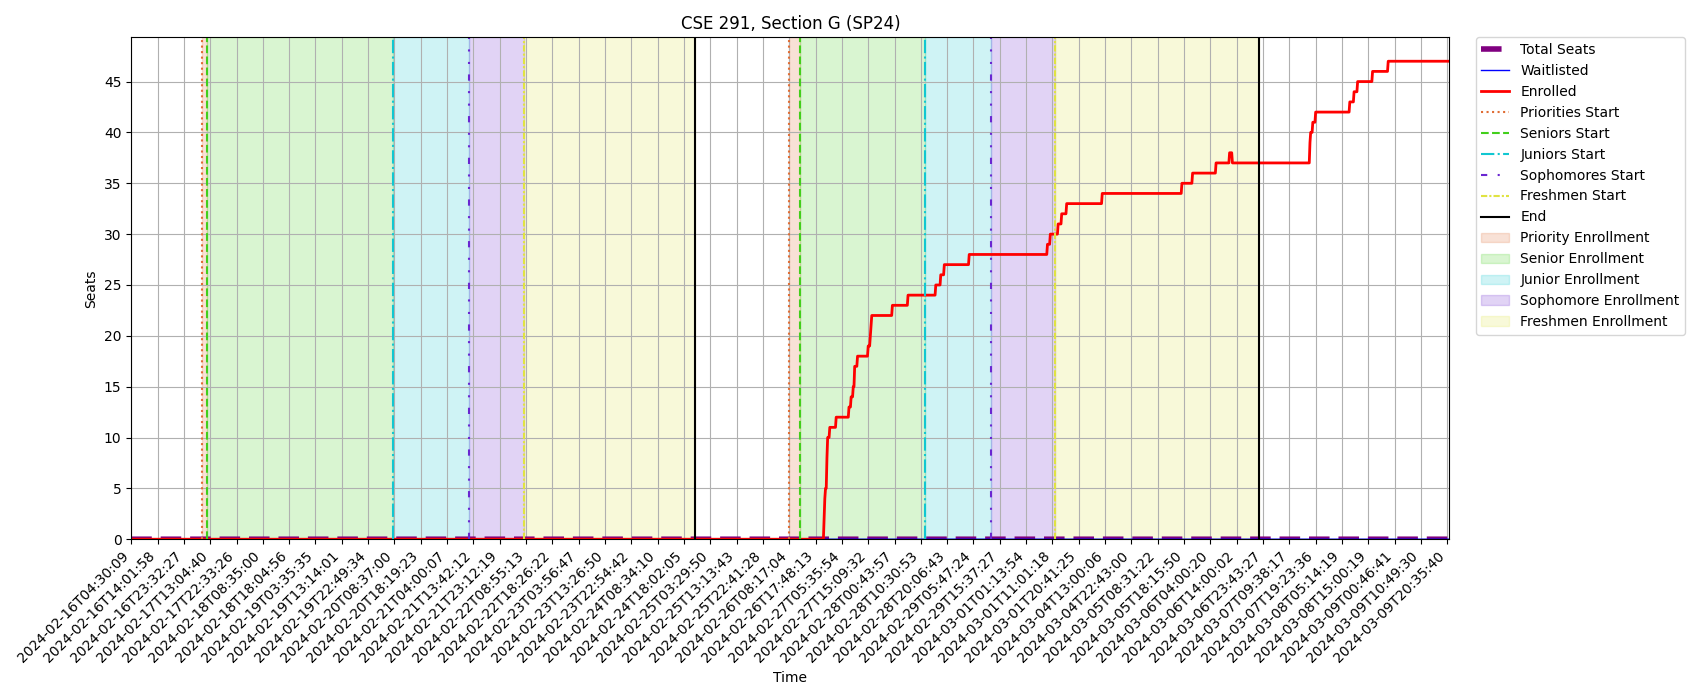 CSE 291, Section G (SP24)
Seats
45
40
35
30
25
20
15
10
5
0
2024-02-16T04:30:09
2024-02-16T14:01:58
2024-02-16T23:32:27
2024-02-17T13:04:40
2024-02-17T22:33:26
2024-02-18T08:35:00
2024-02-18T18:04:56
2024-02-19T03:35:35
2024-02-19T13:14:01
2024-02-19T22:49:34
2024-02-20T08:37:00
2024-02-20T18:19:23
2024-02-21T04:00:07
2024-02-21T13:42:12
2024-02-21T23:12:19
2024-02-22T08:55:13
2024-02-22T18:26:22
2024-02-23T03:56:47
2024-02-23T13:26:50
2024-02-23T22:54:42
2024-02-24T08:34:10
2024-02-24T18:02:05
2024-02-25T03:29:50
2024-02-25T13:13:43
2024-02-25T22:41:28
2024-02-26T08:17:04
2024-02-26T17:48:13
2024-02-27T05:35:54
2024-02-27T15:09:32
2024-02-28T00:43:57
2024-02-28T10:30:53
2024-02-28T20:06:43
2024-02-29T05:47:24
2024-02-29T15:37:27
2024-03-01T01:13:54
2024-03-01T11:01:18
2024-03-01T20:41:25
2024-03-04T13:00:06
2024-03-04T22:43:00
2024-03-05T08:31:22
2024-03-05T18:15:50
2024-03-06T04:00:20
2024-03-06T14:00:02
2024-03-06T23:43:27
2024-03-07T09:38:17
2024-03-07T19:23:36
2024-03-08T05:14:19
2024-03-08T15:00:19
2024-03-09T00:46:41
2024-03-09T10:49:30
2024-03-09T20:35:40
Time
Total Seats
Waitlisted
Enrolled
Priorities Start
Seniors Start
Juniors Start
Sophomores Start
Freshmen Start
End
Priority Enrollment
Senior Enrollment
Junior Enrollment
Sophomore Enrollment
Freshmen Enrollment